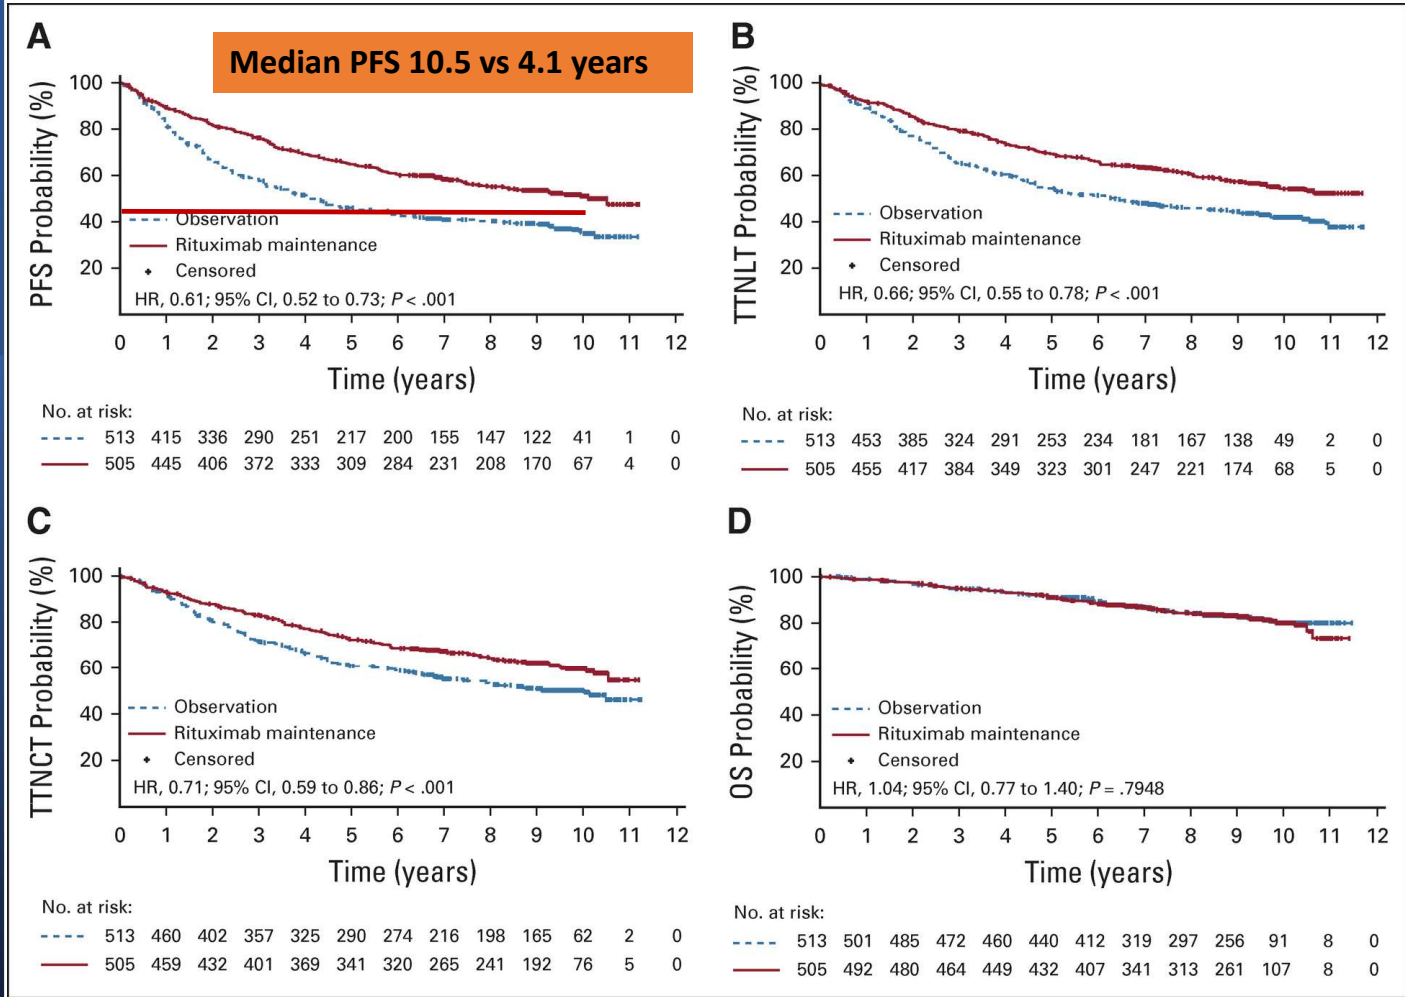 A
Median PFS 10.5 vs 4.1 years
PFS Probability (%)
100
80
60
40
20
Observation
Rituximab maintenance
Censored
HR, 0.61; 95% CI, 0.52 to 0.73; P < .001
0 1 2 3 4 5 6 7 8 9 10 11 12
Time (years)
No. at risk:
513 415 336 290 251 217 200 155 147 122 41 1 0
505 445 406 372 333 309 284 231 208 170 67 4 0
B
TTNLT Probability (%)
100
80
60
40
20
Observation
Rituximab maintenance
Censored
HR, 0.66; 95% CI, 0.55 to 0.78; P < .001
0 1 2 3 4 5 6 7 8 9 10 11 12
Time (years)
No. at risk:
513 453 385 324 291 253 234 181 167 138 49 2 0
505 455 417 384 349 323 301 247 221 174 68 5 0
C
TTNCT Probability (%)
100
80
60
40
20
Observation
Rituximab maintenance
Censored
HR, 0.71; 95% CI, 0.59 to 0.86; P < .001
0 1 2 3 4 5 6 7 8 9 10 11 12
Time (years)
No. at risk:
513 460 402 357 325 290 274 216 198 165 62 2 0
505 459 432 401 369 341 320 265 241 192 76 5 0
D
OS Probability (%)
100
80
60
40
20
Observation
Rituximab maintenance
Censored
HR, 1.04; 95% CI, 0.77 to 1.40; P = .7948
0 1 2 3 4 5 6 7 8 9 10 11 12
Time (years)
No. at risk:
513 501 485 472 460 440 412 319 297 256 91 8 0
505 492 480 464 449 432 407 341 313 261 107 8 0